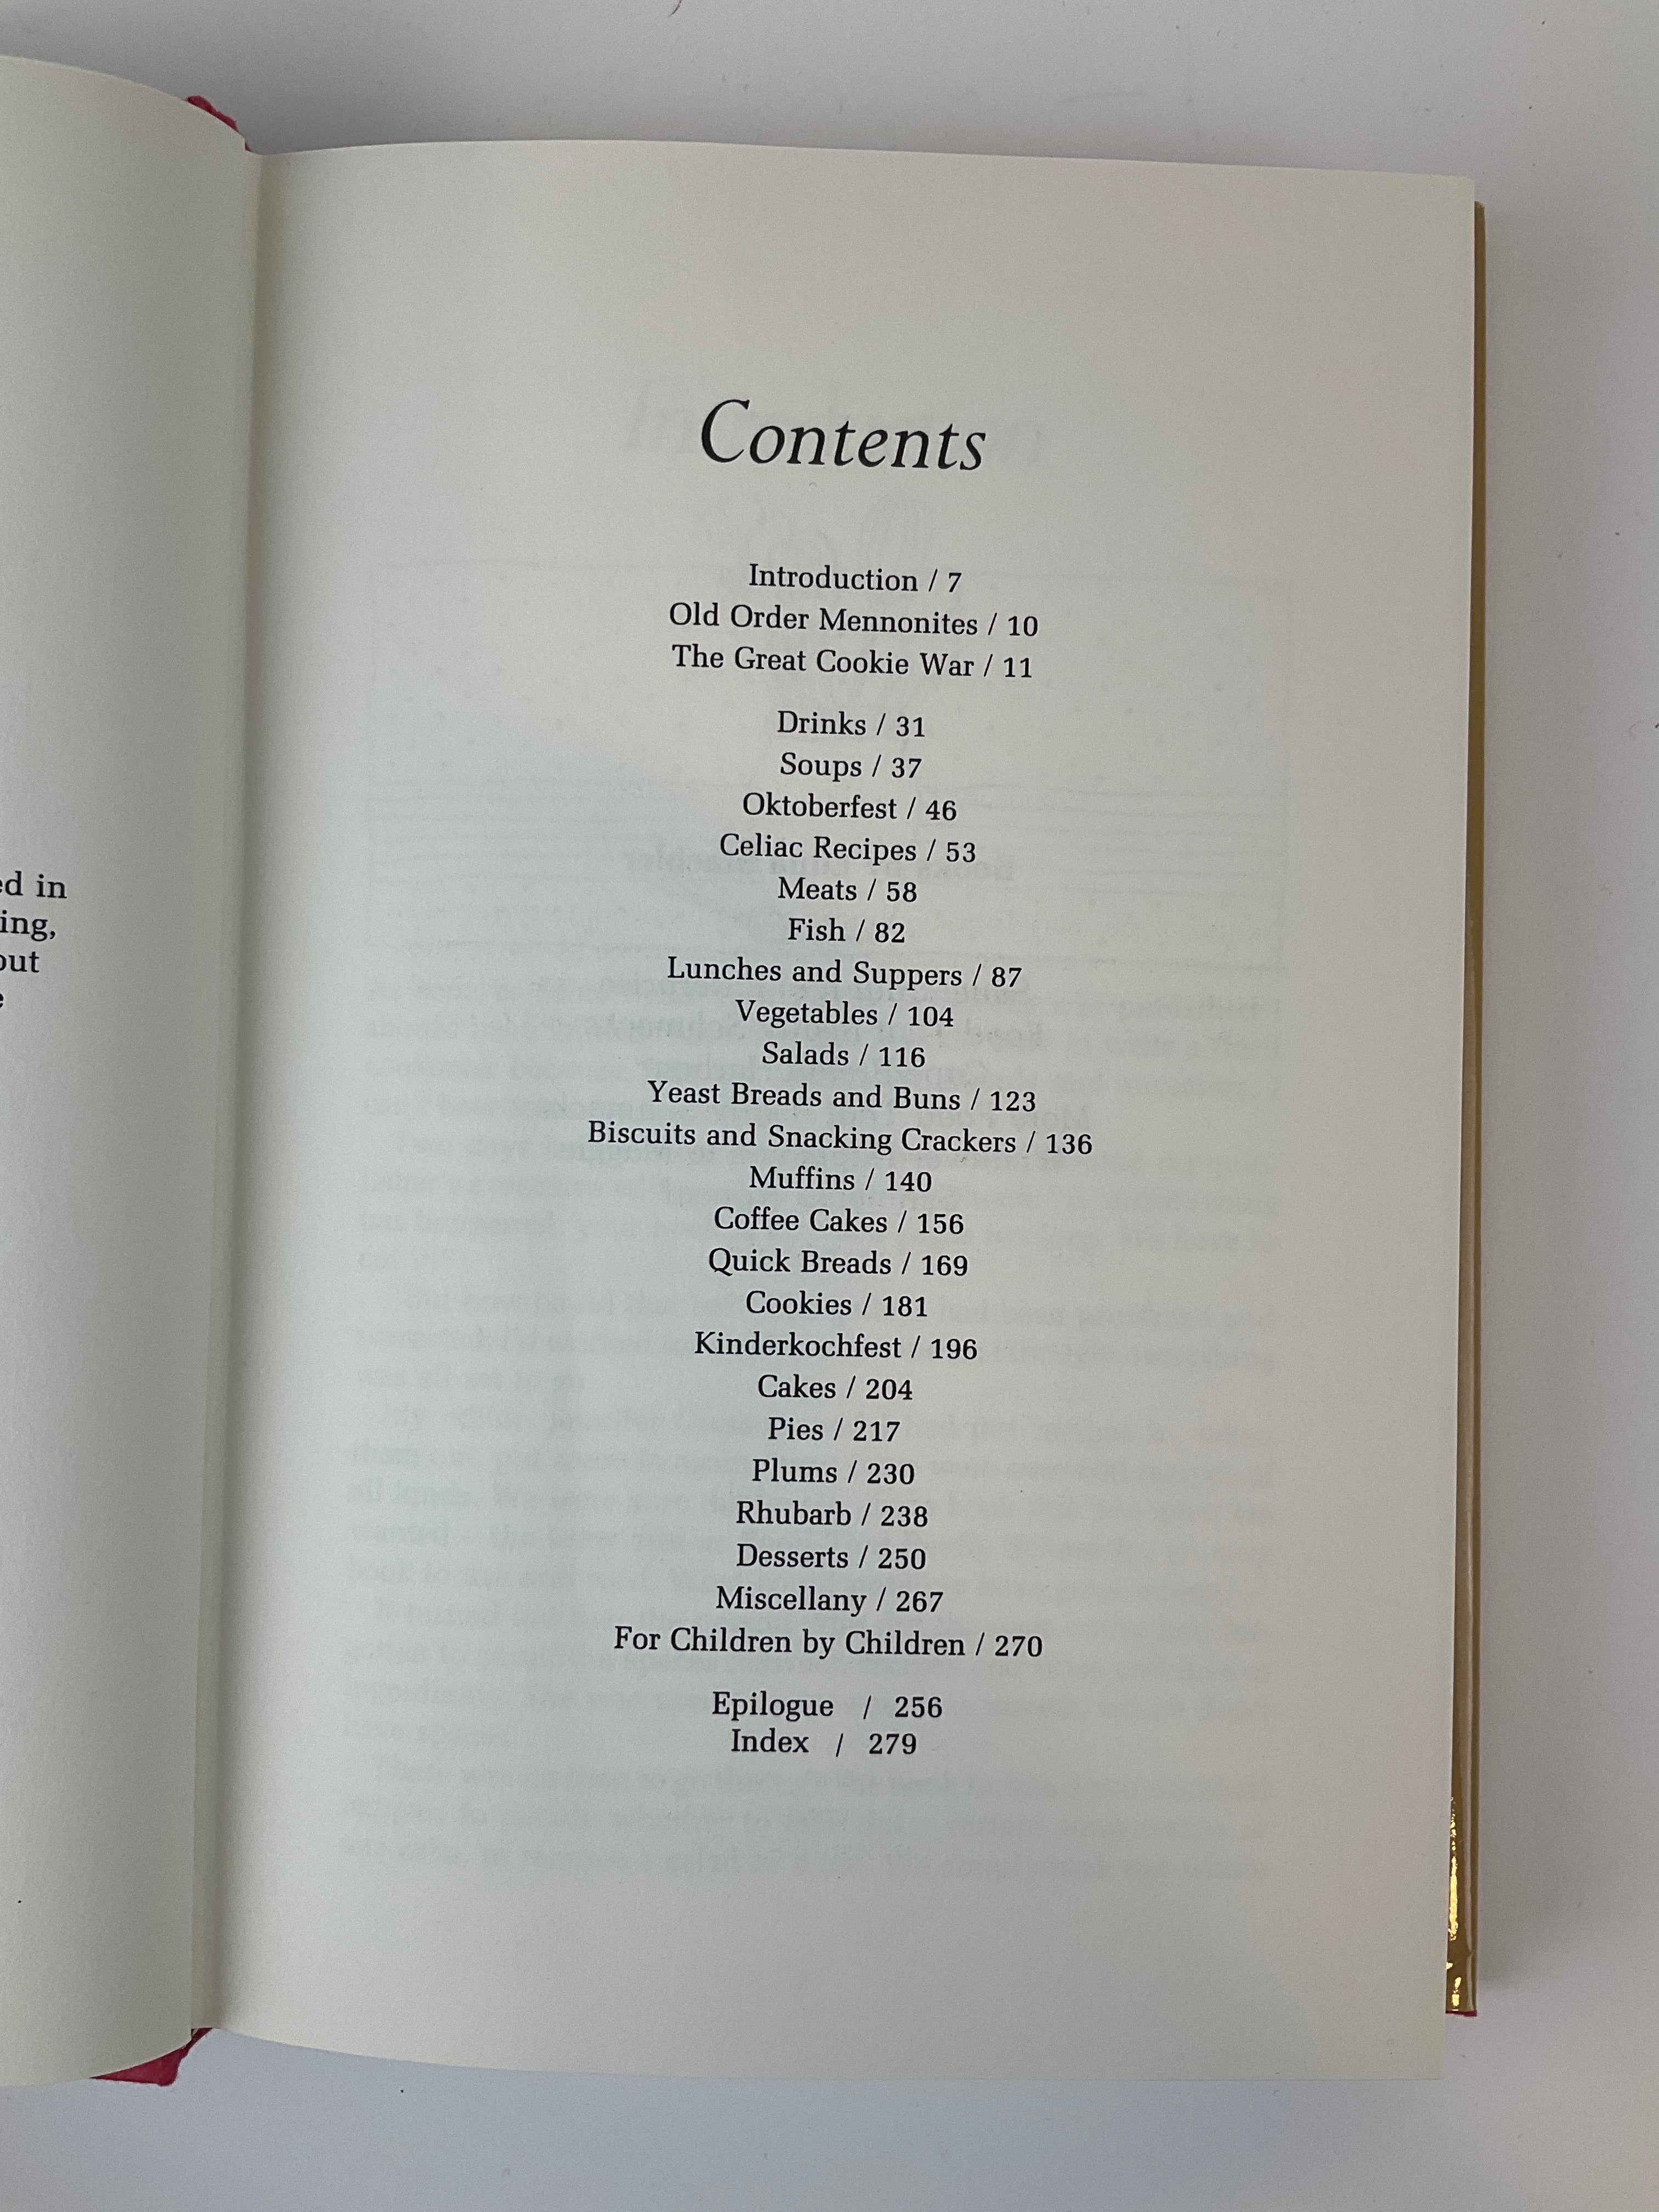 ed in
ing,
out
e
Contents
Introduction / 7
Old Order Mennonites / 10
The Great Cookie War / 11
Drinks / 31
Soups / 37
Oktoberfest / 46
Celiac Recipes / 53
Meats / 58
Fish / 82
Lunches and Suppers / 87
Vegetables / 104
Salads / 116
Yeast Breads and Buns / 123
Biscuits and Snacking Crackers / 136
Muffins / 140
Coffee Cakes / 156
Quick Breads / 169
Cookies / 181
Kinderkochfest / 196
Cakes / 204
Pies / 217
Plums / 230
Rhubarb / 238
Desserts / 250
Miscellany / 267
For Children by Children / 270
Epilogue / 256
Index / 279